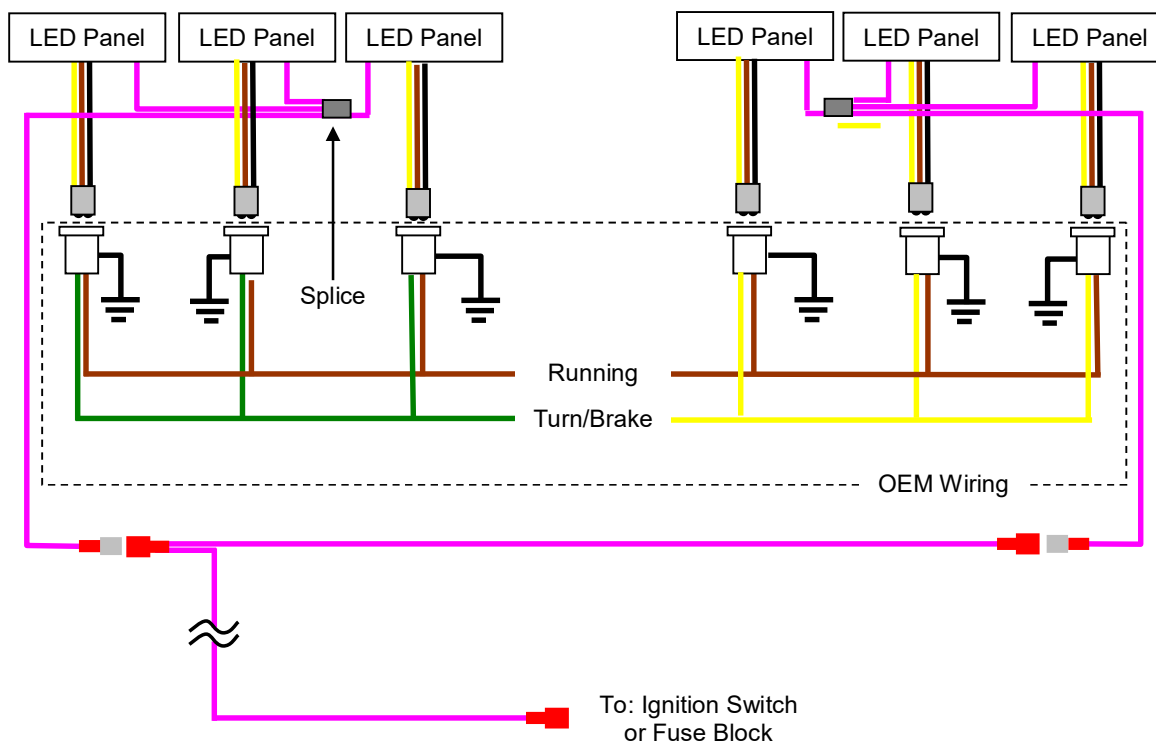 LED Panel
LED Panel
LED Panel
LED Panel
LED Panel
LED Panel
Splice
Running
Turn/Brake
OEM Wiring
To: Ignition Switch
or Fuse Block